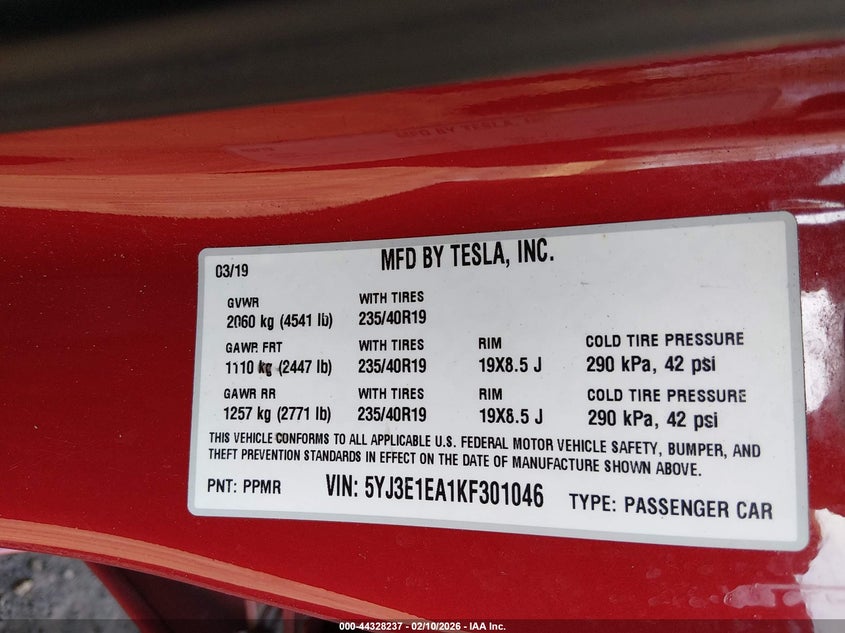 MFD BY TESLA, INC.
03/19
GVWR WITH TIRES
2060 kg (4541 lb) 235/40R19
GAWR FRT WITH TIRES RIM COLD TIRE PRESSURE
1110 kg (2447 lb) 235/40R19 19X8.5 J 290 kPa, 42 psi
GAWR RR WITH TIRES RIM COLD TIRE PRESSURE
1257 kg (2771 lb) 235/40R19 19X8.5 J 290 kPa, 42 psi
THIS VEHICLE CONFORMS TO ALL APPLICABLE U.S. FEDERAL MOTOR VEHICLE SAFETY, BUMPER, AND
THEFT PREVENTION STANDARDS IN EFFECT ON THE DATE OF MANUFACTURE SHOWN ABOVE.
PNT: PPMR VIN: 5YJ3E1EA1KF301046 TYPE: PASSENGER CAR
000-44328237 - 02/10/2026 - IAA Inc.